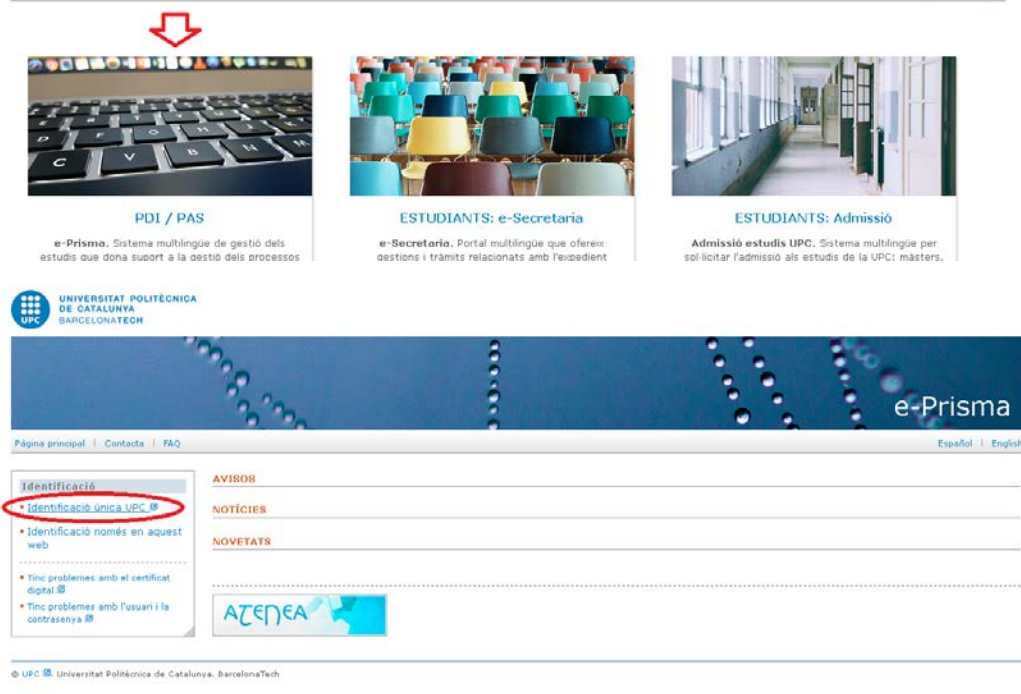 PDI / PAS
e-Prisma. Sistema multilingüe de gestió dels
estudis que dona suport a la gestió dels processos
ESTUDIANTS: e-Secretaria
e-Secretaria. Portal multilingüe que ofereix
gestions i tràmits relacionats amb l'expedient
ESTUDIANTS: Admissió
Admissió estudis UPC. Sistema multilingüe per
sol·licitar l'admissió als estudis de la UPC: màsters,
UPC
UNIVERSITAT POLITÈCNICA
DE CATALUNYA
BARCELONATECH
e-Prisma
Página principal | Contacta | FAQ
Español | English
Identificació
Identificació única UPC
Identificació només en aquest
web
Tinc problemes amb el certificat
digital
Tinc problemes amb l'usuari i la
contrasenya
AVISOS
NOTÍCIES
NOVETATS
ATENEA
© UPC. Universitat Politècnica de Catalunya. BarcelonaTech